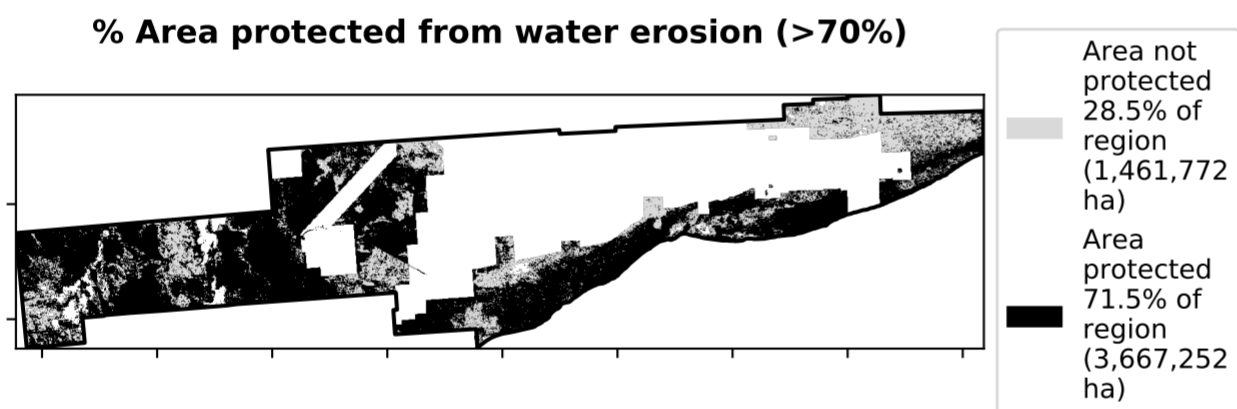 % Area protected from water erosion (>70%)
Area not
protected
28.5% of
region
(1,461,772
ha)
Area
protected
71.5% of
region
(3,667,252
ha)